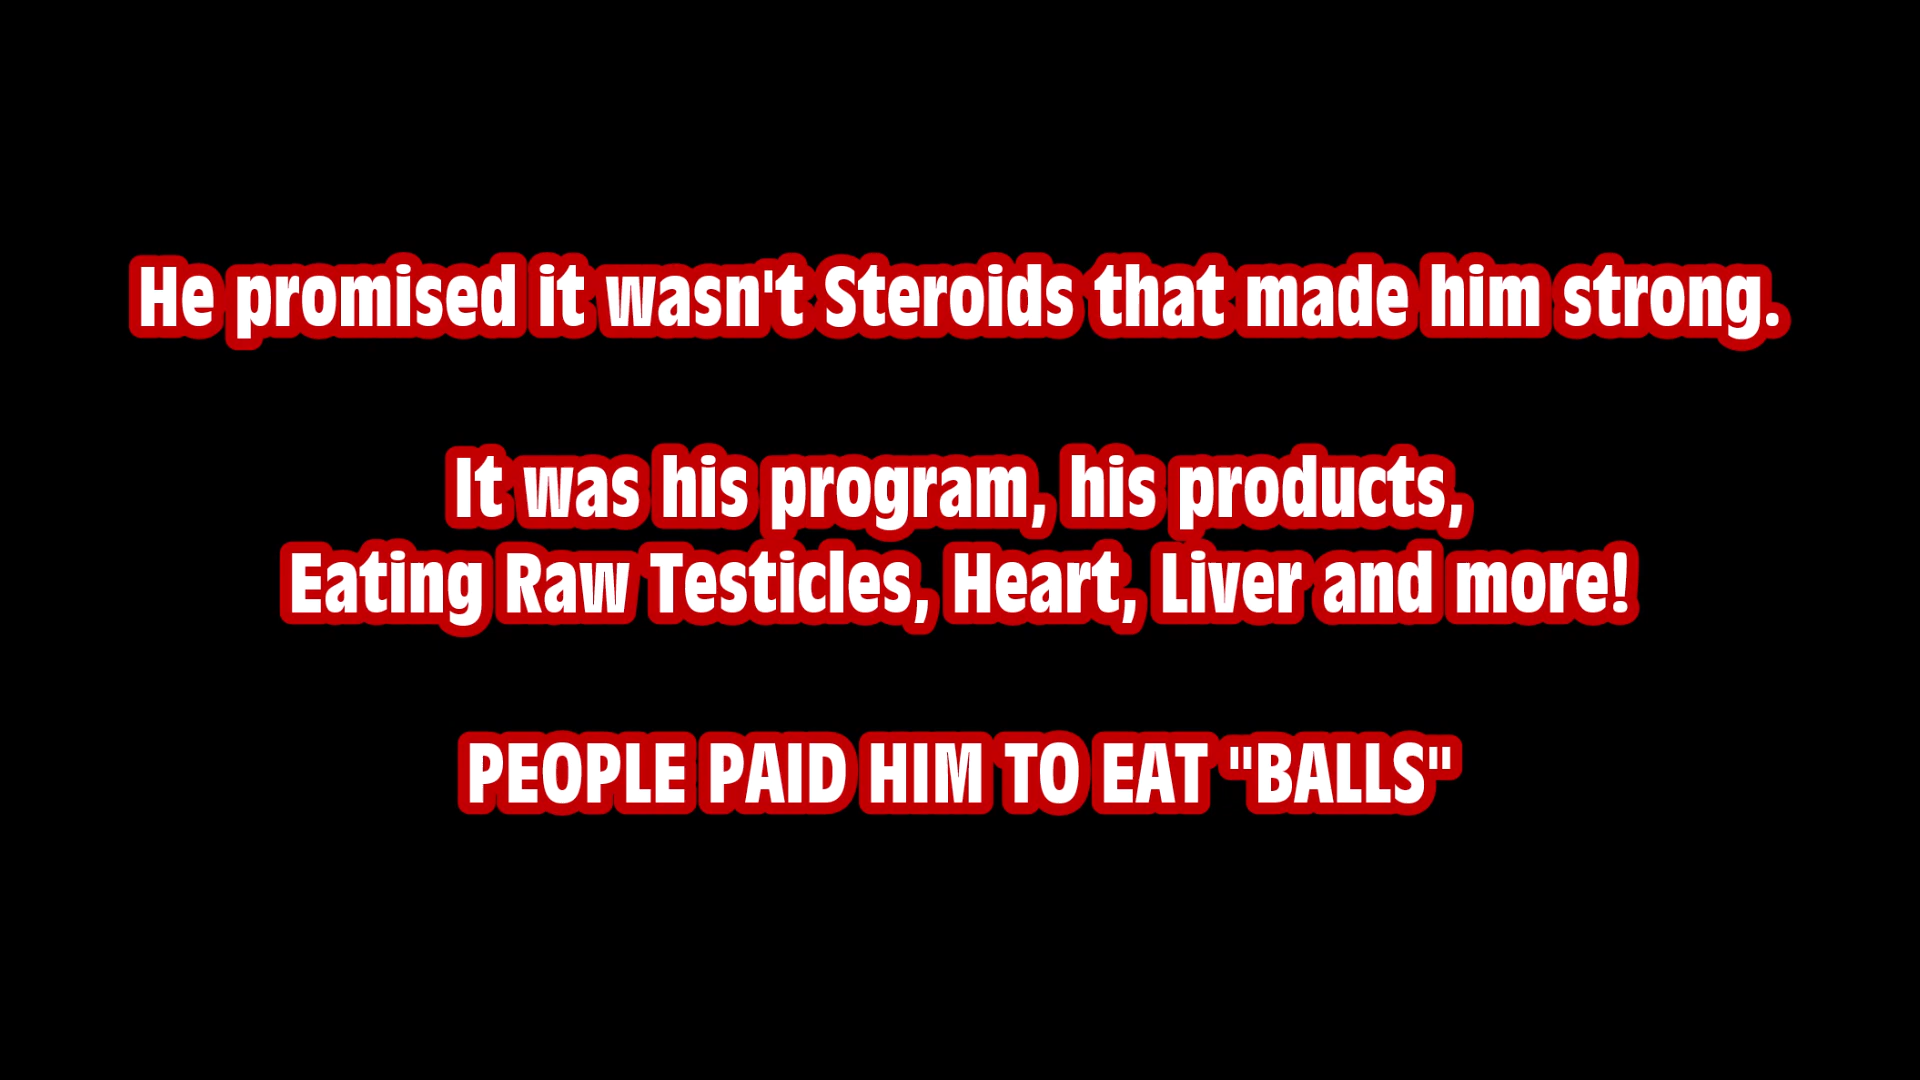 He promised it wasn't Steroids that made him strong.
It was his program, his products,
Eating Raw Testicles, Heart, Liver and more!
PEOPLE PAID HIM TO EAT "BALLS"